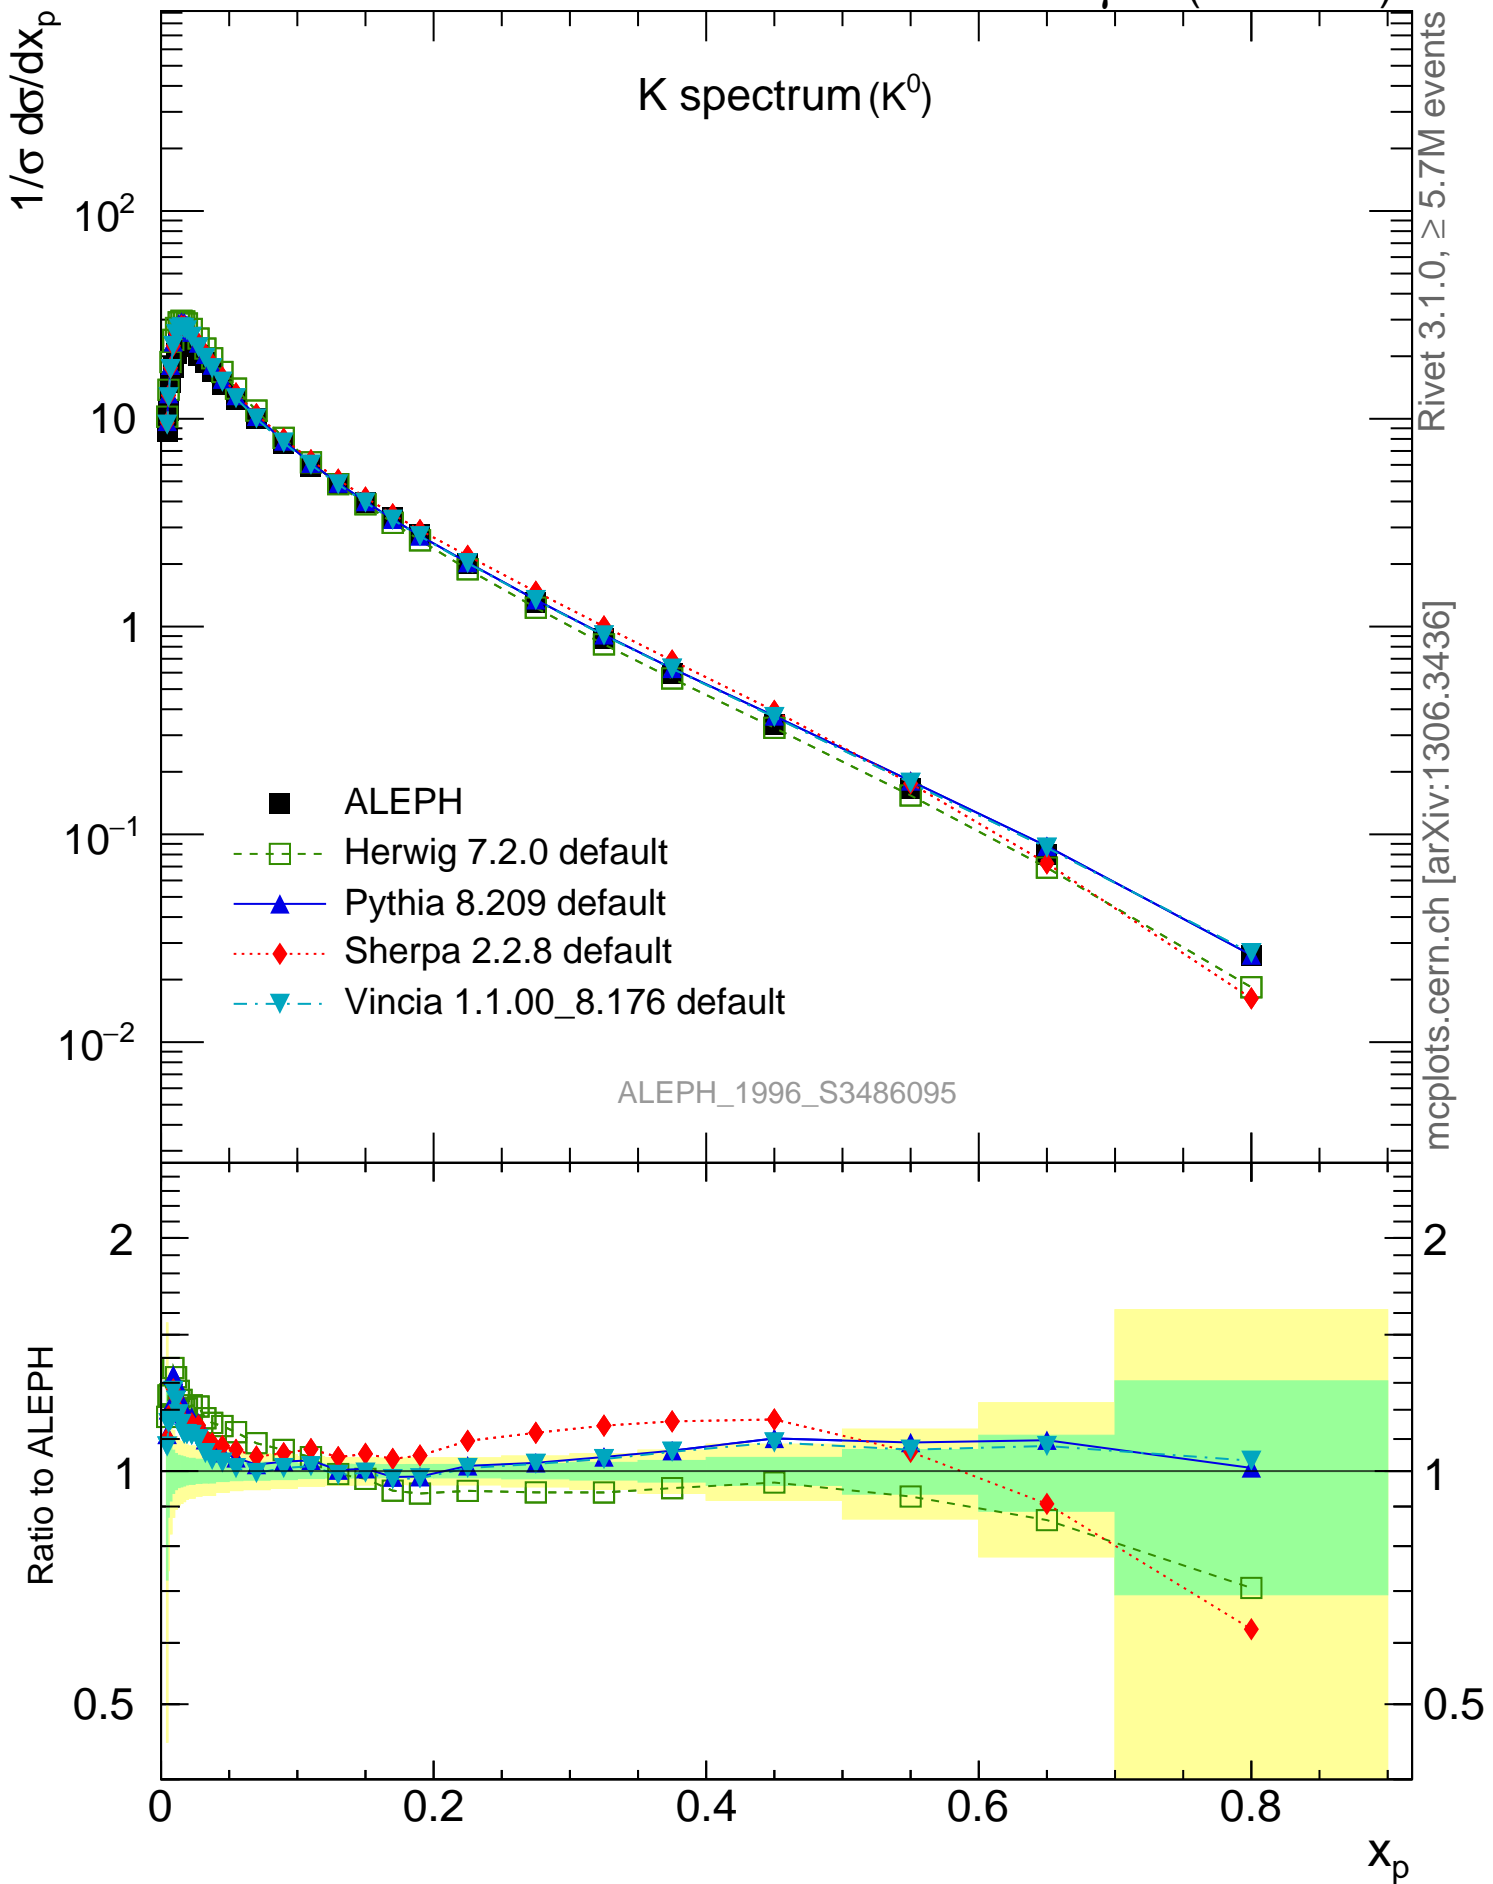 1/σ dσ/dxₚ
K spectrum (K⁰)
10²
10
1
10⁻¹
10⁻²
ALEPH
Herwig 7.2.0 default
Pythia 8.209 default
Sherpa 2.2.8 default
Vincia 1.1.00_8.176 default
ALEPH_1996_S3486095
Rivet 3.1.0, ≥ 5.7M events
mcplots.cern.ch [arXiv:1306.3436]
Ratio to ALEPH
2
1
0.5
2
1
0.5
0 0.2 0.4 0.6 0.8
xₚ